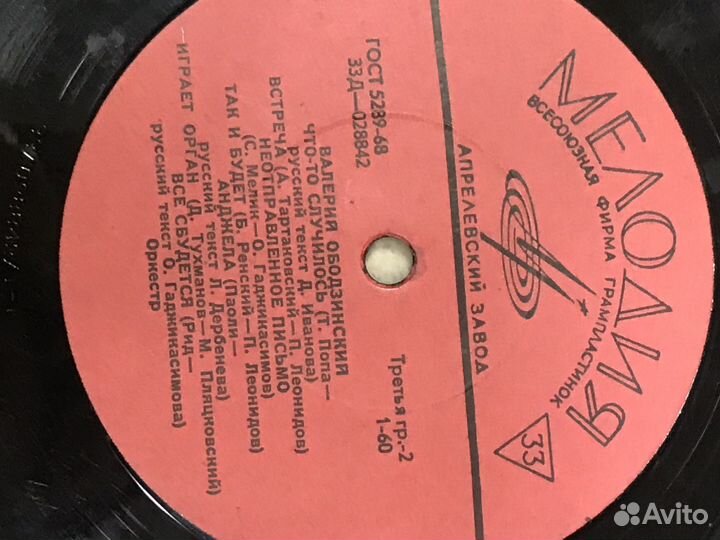 МЕЛОДИЯ
ВСЕСОЮЗНАЯ ФИРМА ГРАМПЛАСТИНОК
33
АПРЕЛЕВСКИЙ ЗАВОД
ГОСТ 5289-68
33Д—028842
Третья гр.-2
1-60
ВАЛЕРИЙ ОБОДЗИНСКИЙ
ЧТО-ТО СЛУЧИЛОСЬ (Т. Попа—
русский текст Д. Иванова)
ВСТРЕЧА (А. Тартаковский—П. Леонидов)
НЕОТПРАВЛЕННОЕ ПИСЬМО
(С. Мелик—О. Гаджикасимов)
ТАК И БУДЕТ (Б. Ренский—П. Леонидов)
АНДЖЕЛА (Паоли—
русский текст Л. Дербенева)
ИГРАЕТ ОРГАН (Д. Тухманов—М. Пляцковский)
ВСЕ СБУДЕТСЯ (Рид—
русский текст О. Гаджикасимова)
Оркестр
Avito